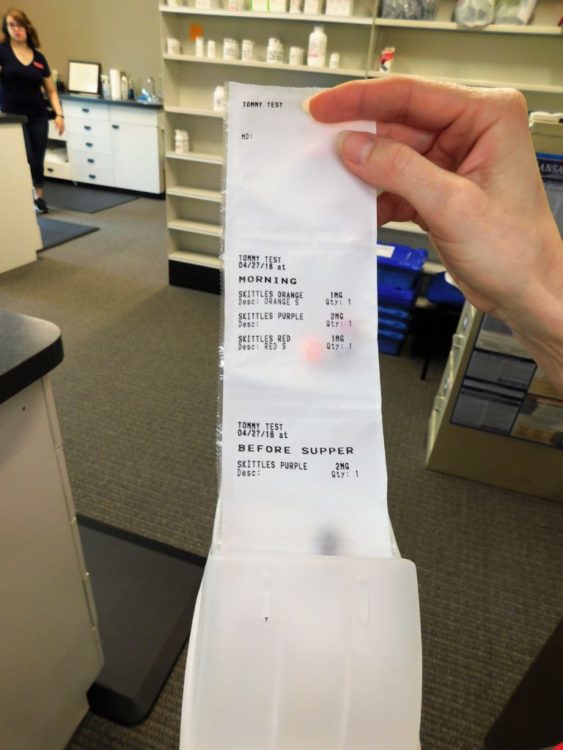 TOMMY TEST
MD:
TOMMY TEST
04/27/18 at
MORNING
SKITTLES ORANGE 1MG
Desc: ORANGE S Qty: 1
SKITTLES PURPLE 2MG
Desc: Qty: 1
SKITTLES RED 1MG
Desc: RED S Qty: 1
TOMMY TEST
04/27/18 at
BEFORE SUPPER
SKITTLES PURPLE 2MG
Desc: Qty: 1